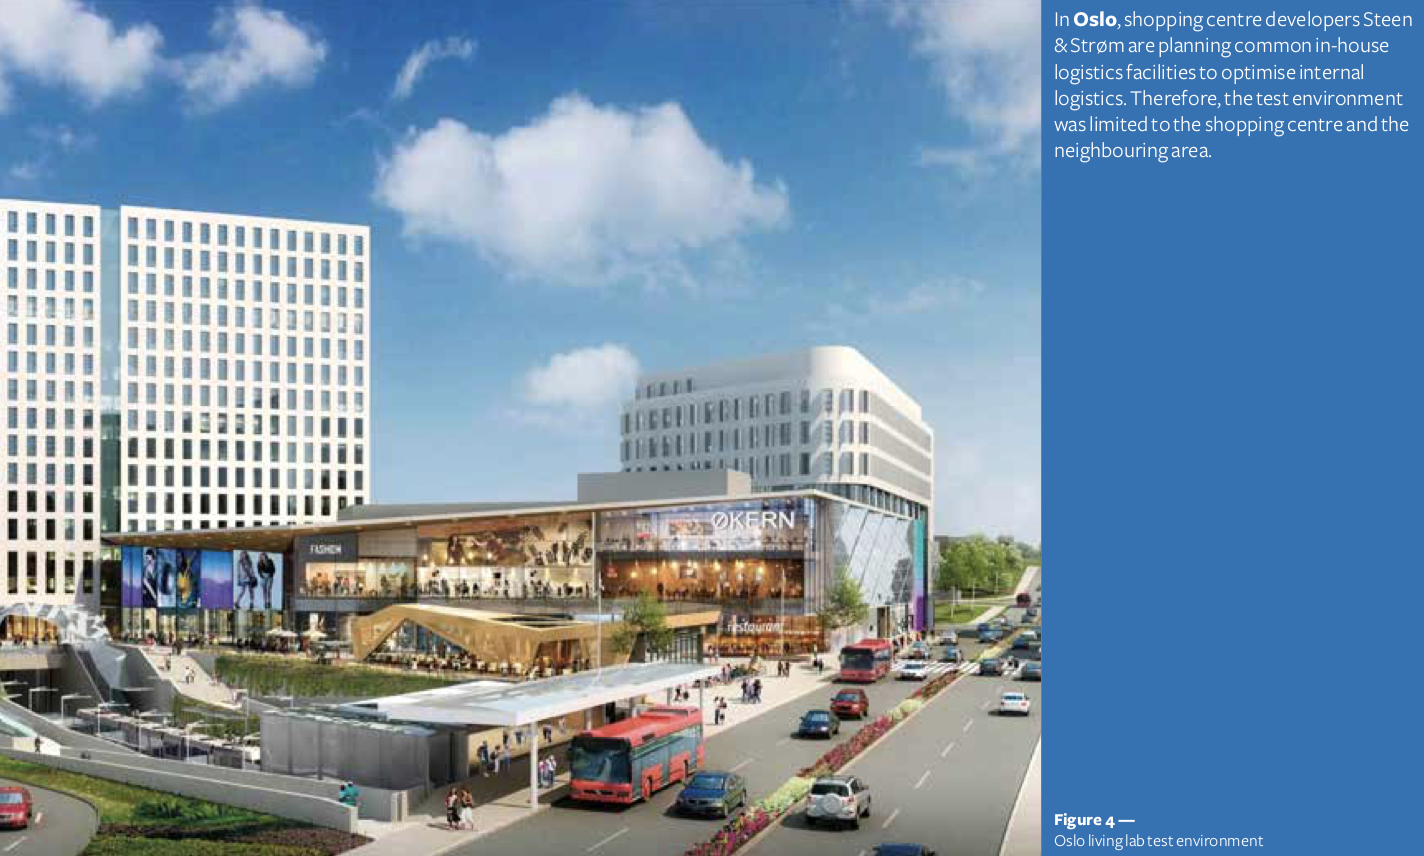 In Oslo, shopping centre developers Steen
& Strøm are planning common in-house
logistics facilities to optimise internal
logistics. Therefore, the test environment
was limited to the shopping centre and the
neighbouring area.
FASHION
ØKERN
restaurant
Figure 4 —
Oslo living lab test environment